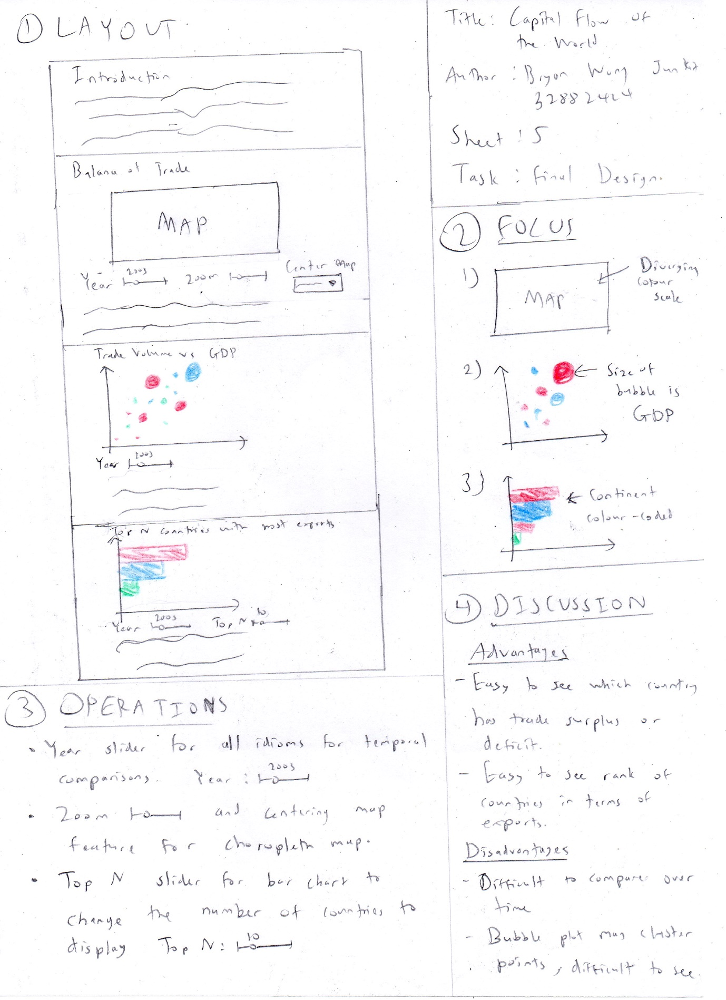 ① LAYOUT
Introduction
Balance of Trade
MAP
Year
2003
Zoom
Center Map
Trade Volume vs GDP
Year
2003
Top N countries with most exports
Year
2003
Top N
10
Title: Capital Flow of
the World
Author: Bryan Wong Jun Kit
32882424
Sheet: 5
Task: Final Design.
② FOCUS
1)
MAP
Diverging
colour
scale
2)
Size of
bubble is
GDP
3)
Continent
colour-coded
③ OPERATIONS
• Year slider for all idioms for temporal
comparisons. Year:
2003
• Zoom and centering map
feature for choropleth map.
• Top N slider for bar chart to
change the number of countries to
display Top N:
10
④ DISCUSSION
Advantages
- Easy to see which country
has trade surplus or
deficit.
- Easy to see rank of
countries in terms of
exports.
Disadvantages
- Difficult to compare over
time
- Bubble plot may cluster
points, difficult to see.